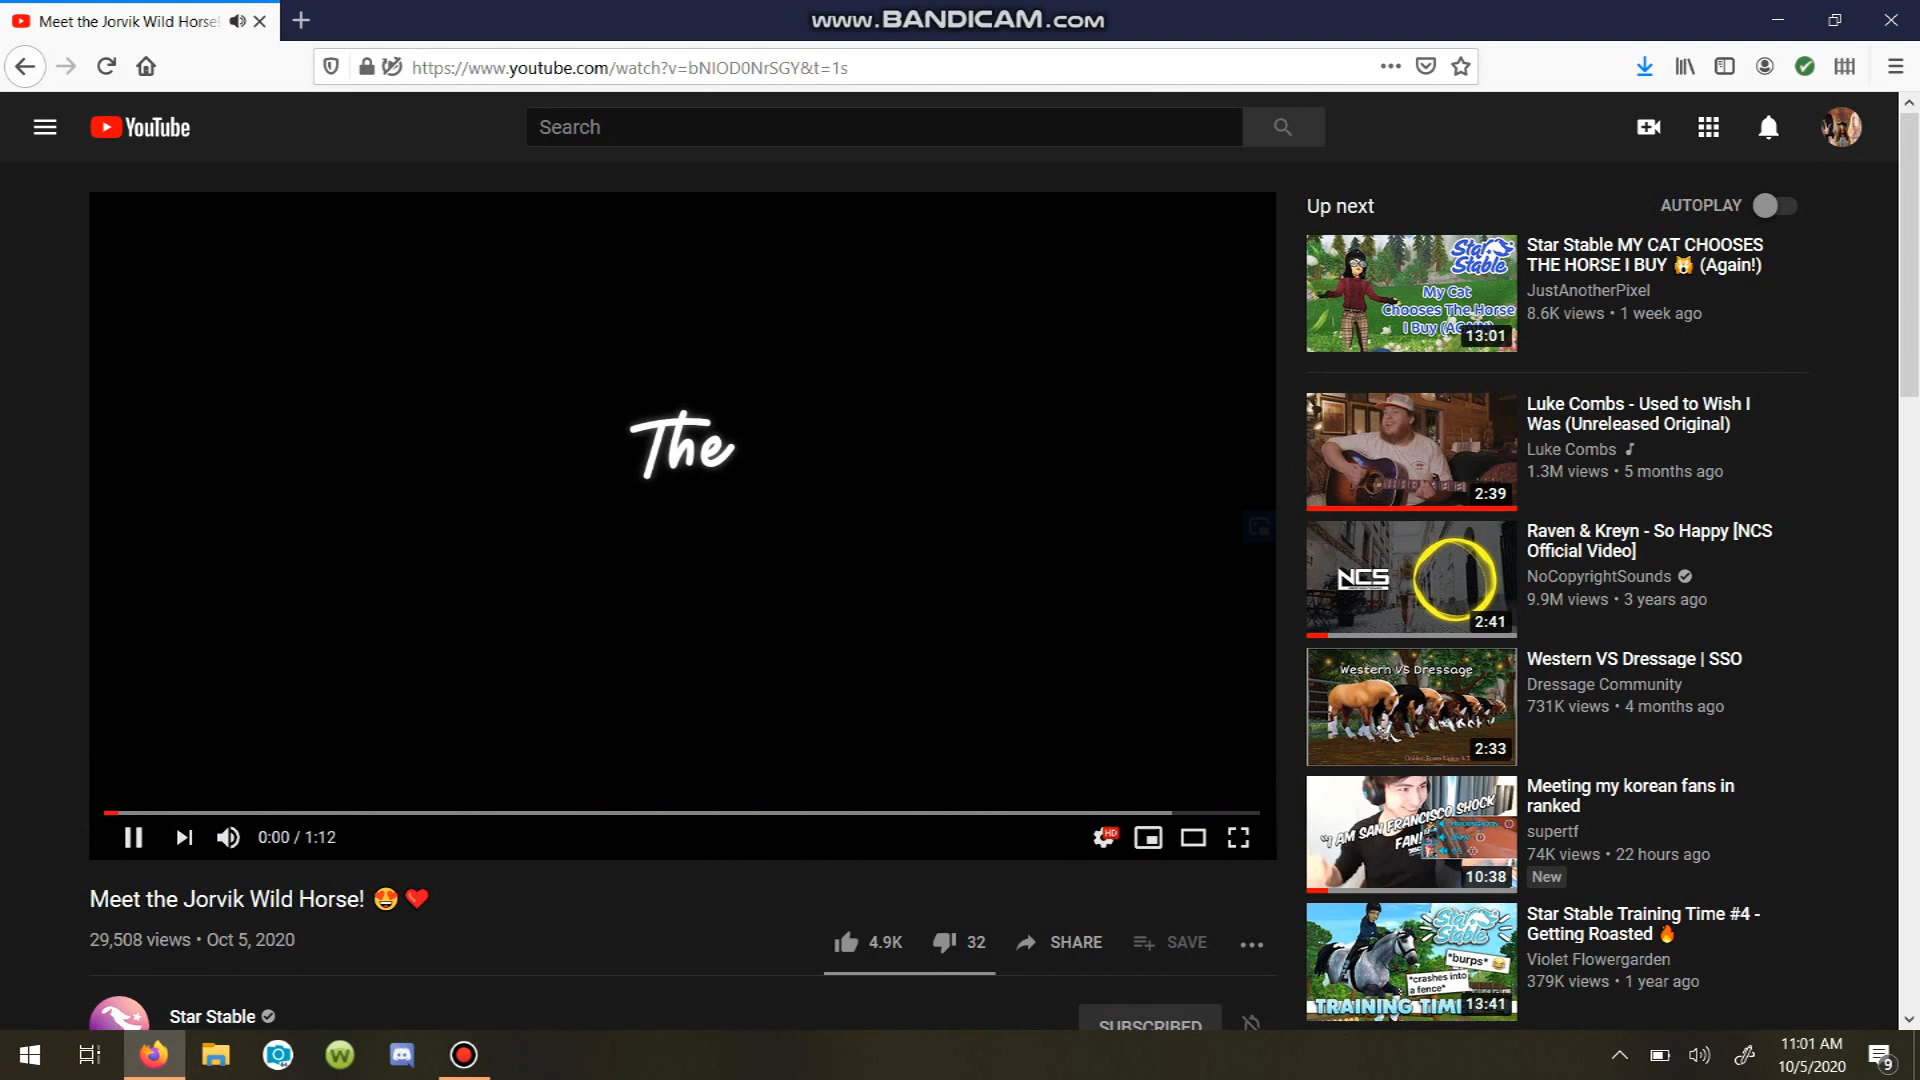 Meet the Jorvik Wild Horse!
www.BANDICAM.com
https://www.youtube.com/watch?v=bNlOD0NrSGY&t=1s
YouTube
Search
The
0:00 / 1:12
HD
Meet the Jorvik Wild Horse! 😍 ❤️
29,508 views • Oct 5, 2020
4.9K
32
SHARE
SAVE
Star Stable
SUBSCRIBED
Up next
AUTOPLAY
Star Stable
My Cat
Chooses The Horse
I Buy (AGAIN!)
13:01
Star Stable MY CAT CHOOSES
THE HORSE I BUY 🙀 (Again!)
JustAnotherPixel
8.6K views • 1 week ago
2:39
Luke Combs - Used to Wish I
Was (Unreleased Original)
Luke Combs ♪
1.3M views • 5 months ago
NCS
2:41
Raven & Kreyn - So Happy [NCS
Official Video]
NoCopyrightSounds
9.9M views • 3 years ago
Western VS Dressage
2:33
Western VS Dressage | SSO
Dressage Community
731K views • 4 months ago
"I AM SAN FRANCISCO SHOCK
FAN!"
10:38
Meeting my korean fans in
ranked
supertf
74K views • 22 hours ago
New
Star Stable
*burps*
*crashes into
a fence*
TRAINING TIM
13:41
Star Stable Training Time #4 -
Getting Roasted 🔥
Violet Flowergarden
379K views • 1 year ago
11:01 AM
10/5/2020
9